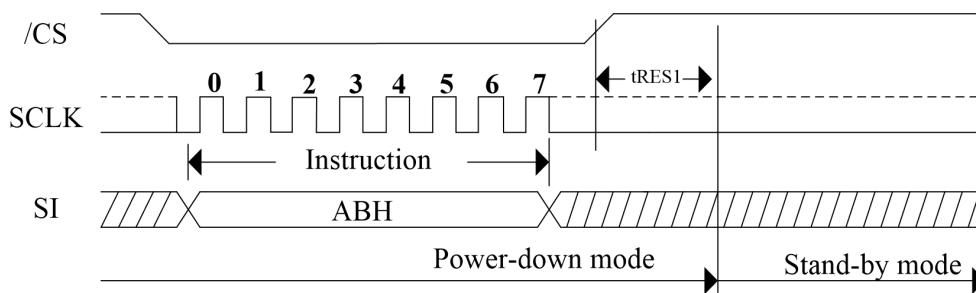 /CS
tRES1
0 1 2 3 4 5 6 7
SCLK
Instruction
SI
ABH
Power-down mode
Stand-by mode